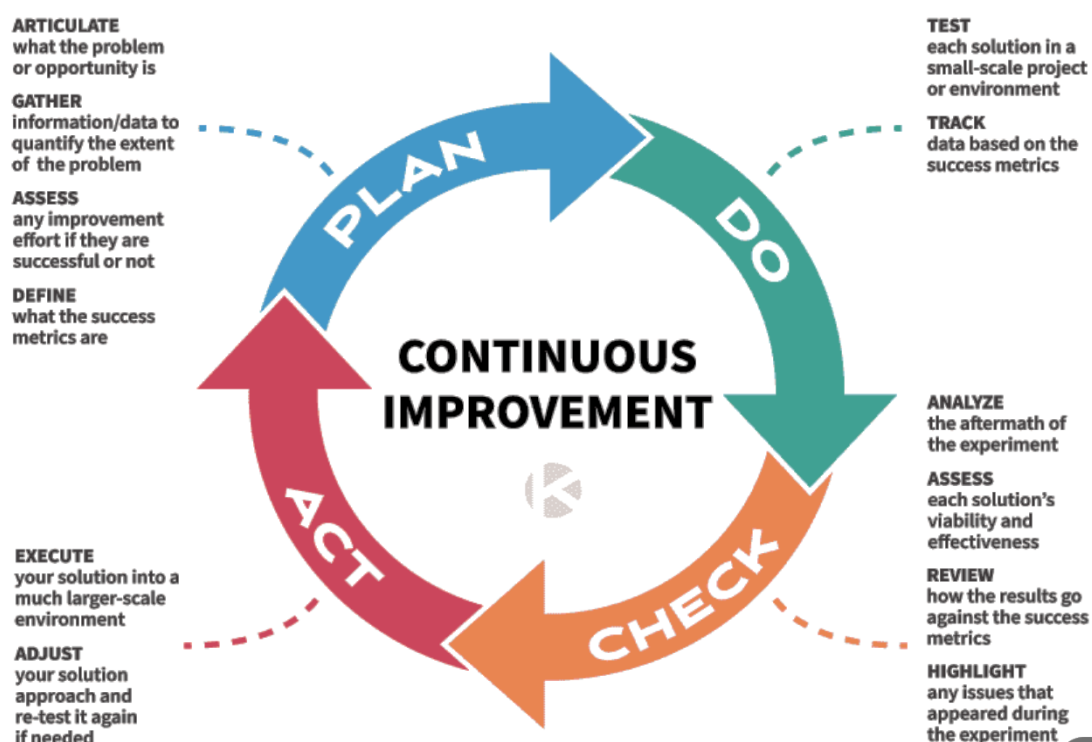 ARTICULATE
what the problem
or opportunity is
GATHER
information/data to
quantify the extent
of the problem
ASSESS
any improvement
effort if they are
successful or not
DEFINE
what the success
metrics are
PLAN
DO
TEST
each solution in a
small-scale project
or environment
TRACK
data based on the
success metrics
CONTINUOUS
IMPROVEMENT
K
CHECK
ANALYZE
the aftermath of
the experiment
ASSESS
each solution's
viability and
effectiveness
REVIEW
how the results go
against the success
metrics
HIGHLIGHT
any issues that
appeared during
the experiment
ACT
EXECUTE
your solution into a
much larger-scale
environment
ADJUST
your solution
approach and
re-test it again
if needed